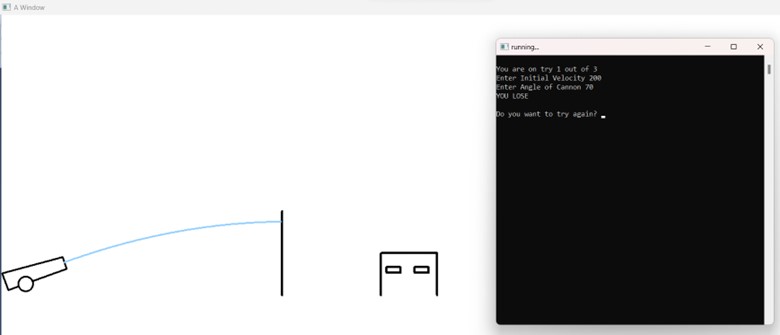 A Window
running...
You are on try 1 out of 3
Enter Initial Velocity 200
Enter Angle of Cannon 70
YOU LOSE
Do you want to try again?